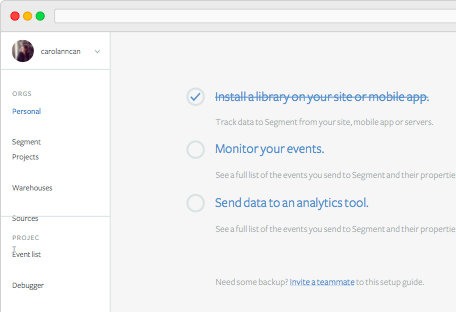 carolanncan
ORGS
Personal
Segment
Projects
Warehouses
Sources
PROJEC
T
Event list
Debugger
Install a library on your site or mobile app.
Track data to Segment from your site, mobile app or servers.
Monitor your events.
See a full list of the events you send to Segment and their propertie
Send data to an analytics tool.
See a full list of the events you send to Segment and their propertie
Need some backup? Invite a teammate to this setup guide.